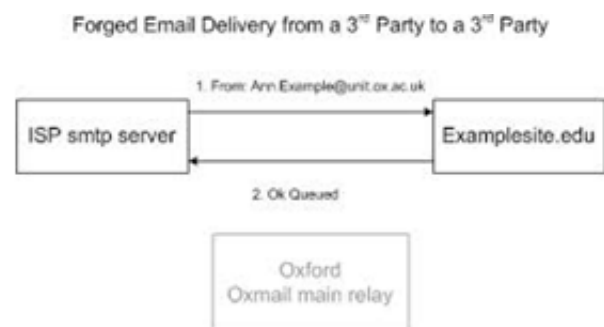 Forged Email Delivery from a 3rd Party to a 3rd Party
1. From: Ann.Example@unit.ox.ac.uk
ISP smtp server
Examplesite.edu
2. Ok Queued
Oxford
Oxmail main relay